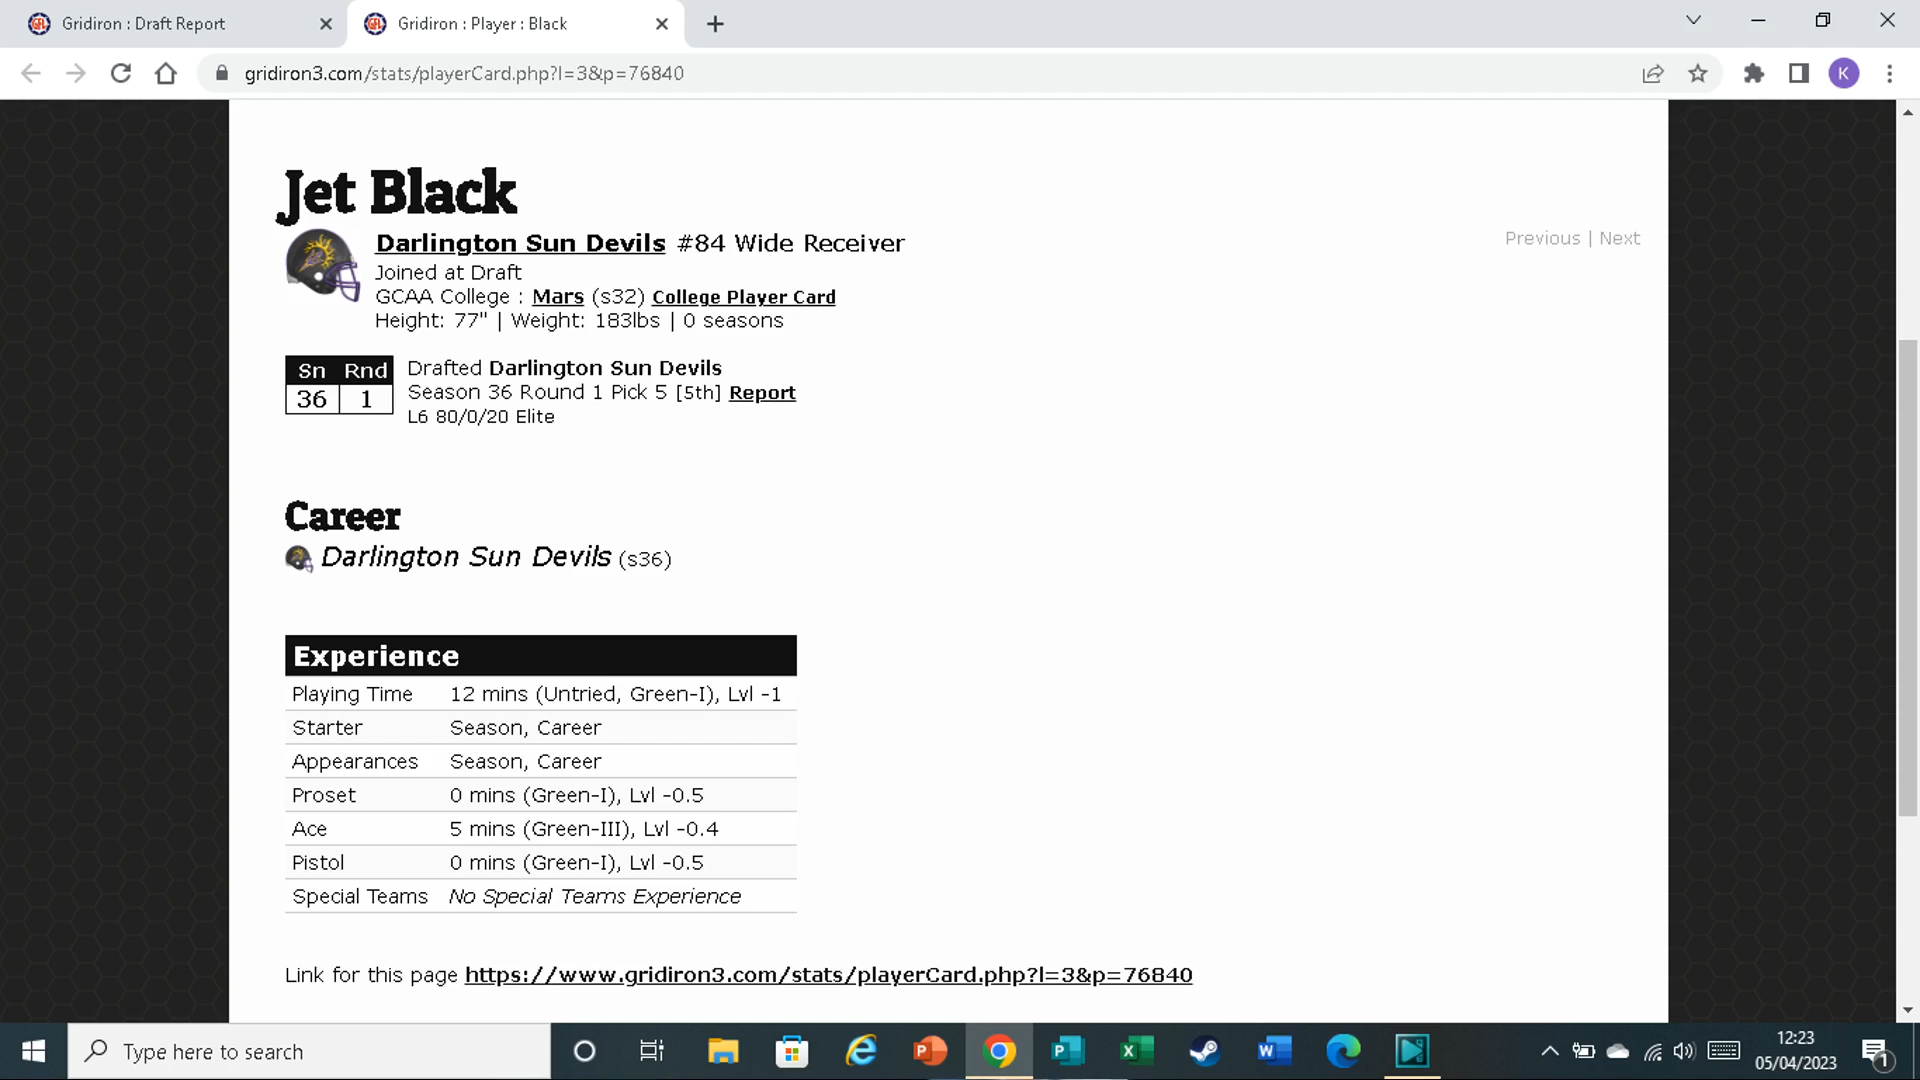 Gridiron : Draft Report
Gridiron : Player : Black
gridiron3.com/stats/playerCard.php?l=3&p=76840
K
Jet Black
Darlington Sun Devils #84 Wide Receiver
Previous | Next
Joined at Draft
GCAA College : Mars (s32) College Player Card
Height: 77" | Weight: 183lbs | 0 seasons
Sn Rnd
36 1
Drafted Darlington Sun Devils
Season 36 Round 1 Pick 5 [5th] Report
L6 80/0/20 Elite
Career
Darlington Sun Devils (s36)
Experience
Playing Time 12 mins (Untried, Green-I), Lvl -1
Starter Season, Career
Appearances Season, Career
Proset 0 mins (Green-I), Lvl -0.5
Ace 5 mins (Green-III), Lvl -0.4
Pistol 0 mins (Green-I), Lvl -0.5
Special Teams No Special Teams Experience
Link for this page https://www.gridiron3.com/stats/playerCard.php?l=3&p=76840
Type here to search
12:23
05/04/2023
1